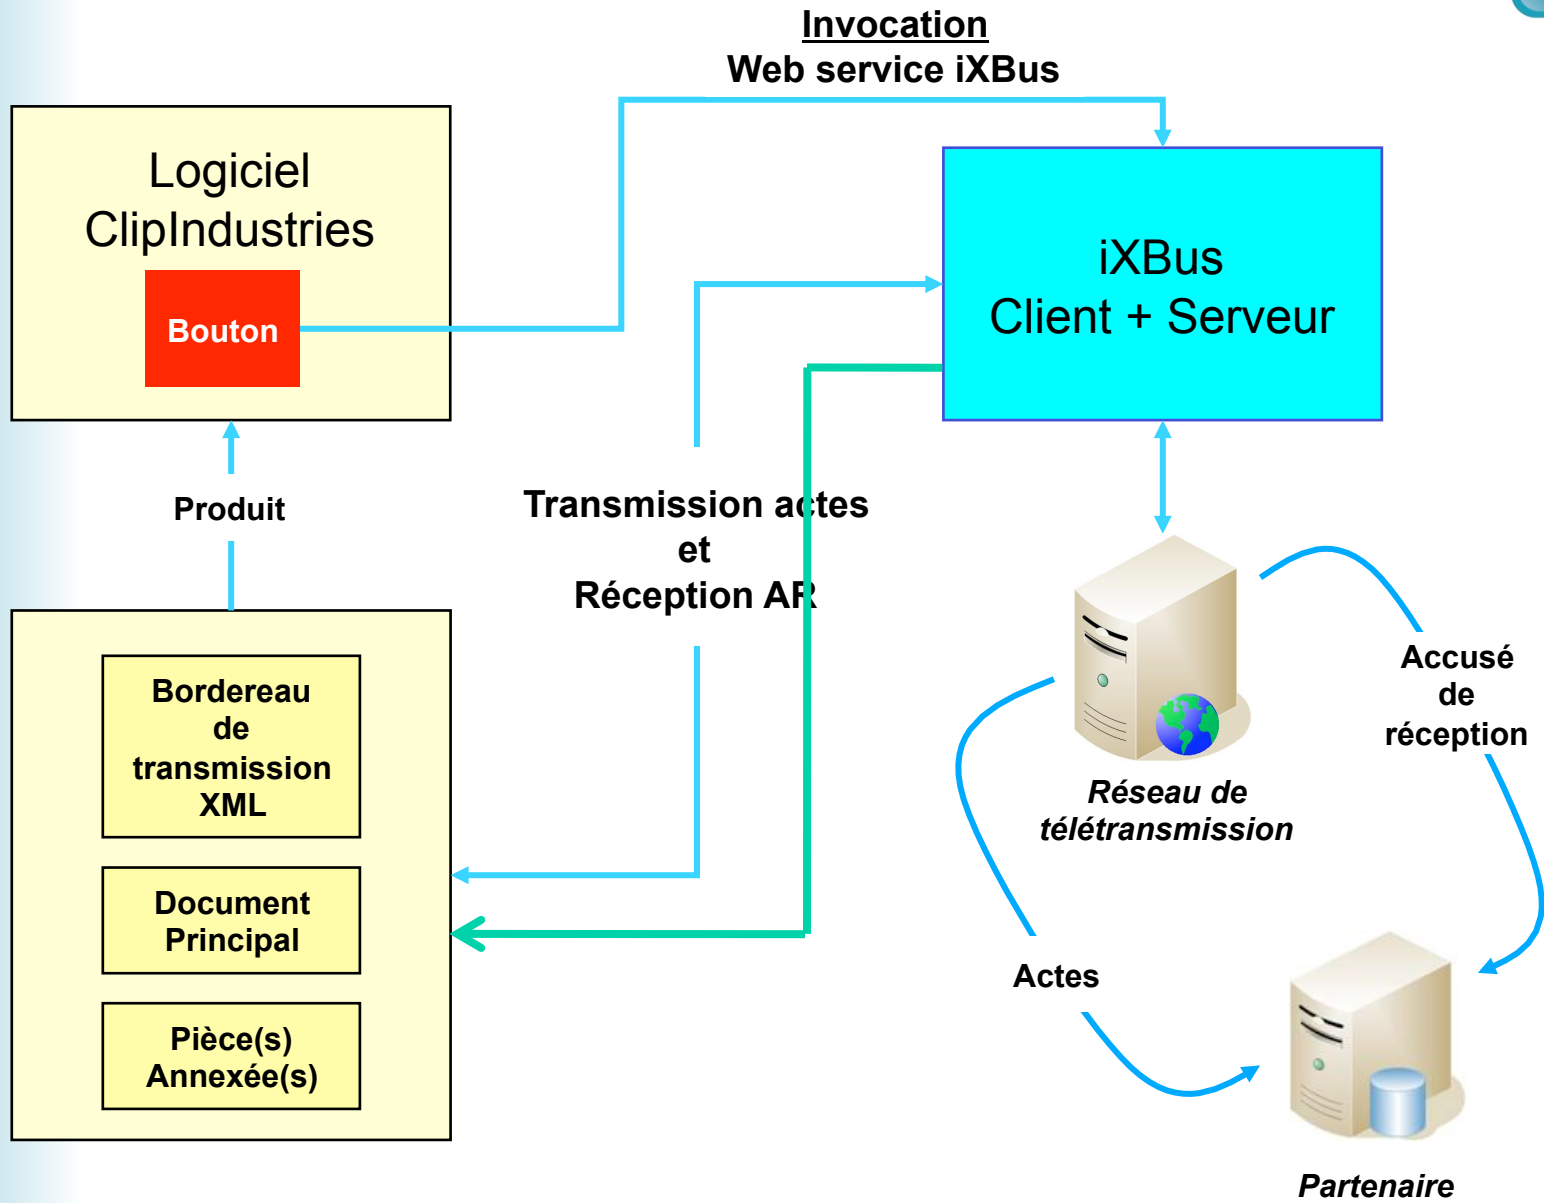 Invocation
Web service iXBus
Logiciel
ClipIndustries
Bouton
iXBus
Client + Serveur
Produit
Transmission actes
et
Réception AR
Bordereau
de
transmission
XML
Document
Principal
Pièce(s)
Annexée(s)
Accusé
de
réception
Réseau de
télétransmission
Actes
Partenaire